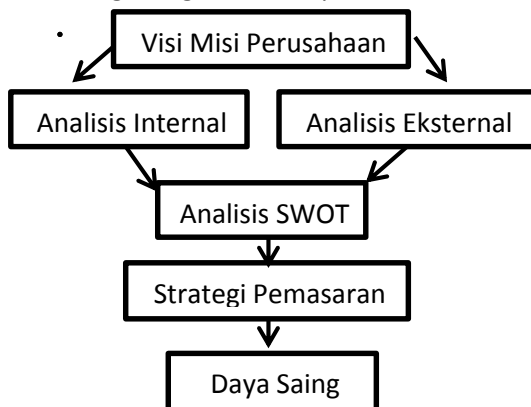 Visi Misi Perusahaan
Analisis Internal
Analisis Eksternal
Analisis SWOT
Strategi Pemasaran
Daya Saing